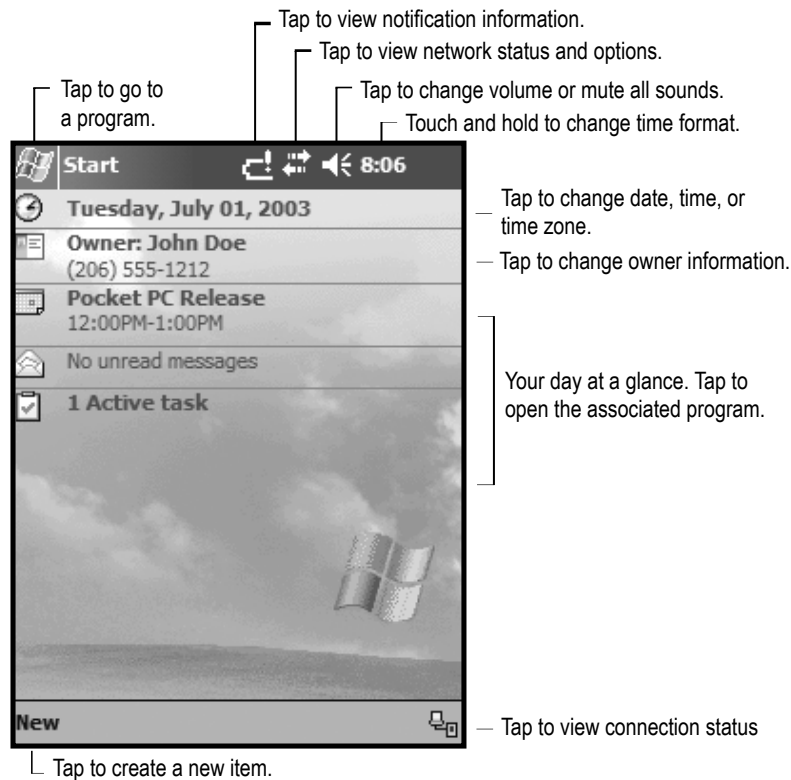 Tap to view notification information.
Tap to view network status and options.
Tap to go to
a program.
Tap to change volume or mute all sounds.
Touch and hold to change time format.
Start 8:06
Tuesday, July 01, 2003
Tap to change date, time, or
time zone.
Owner: John Doe
(206) 555-1212
Tap to change owner information.
Pocket PC Release
12:00PM-1:00PM
No unread messages
1 Active task
Your day at a glance. Tap to
open the associated program.
New
Tap to view connection status
Tap to create a new item.